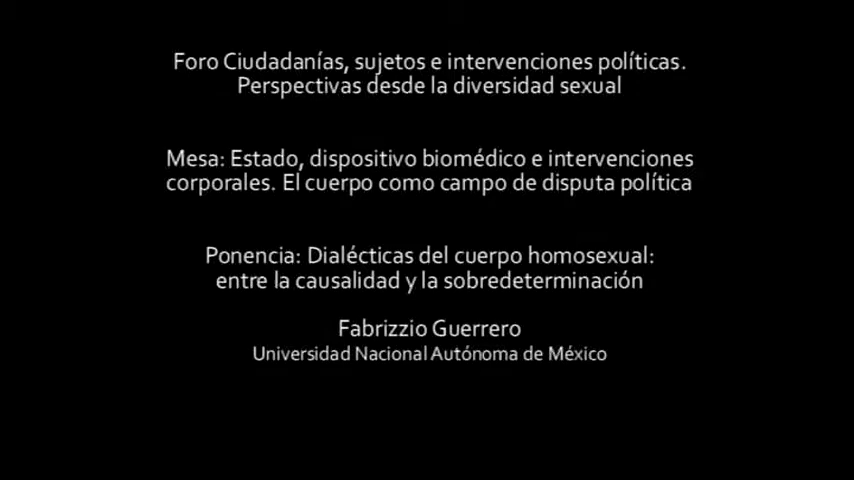 Foro Ciudadanías, sujetos e intervenciones políticas.
Perspectivas desde la diversidad sexual
Mesa: Estado, dispositivo biomédico e intervenciones
corporales. El cuerpo como campo de disputa política
Ponencia: Dialécticas del cuerpo homosexual:
entre la causalidad y la sobredeterminación
Fabrizzio Guerrero
Universidad Nacional Autónoma de México